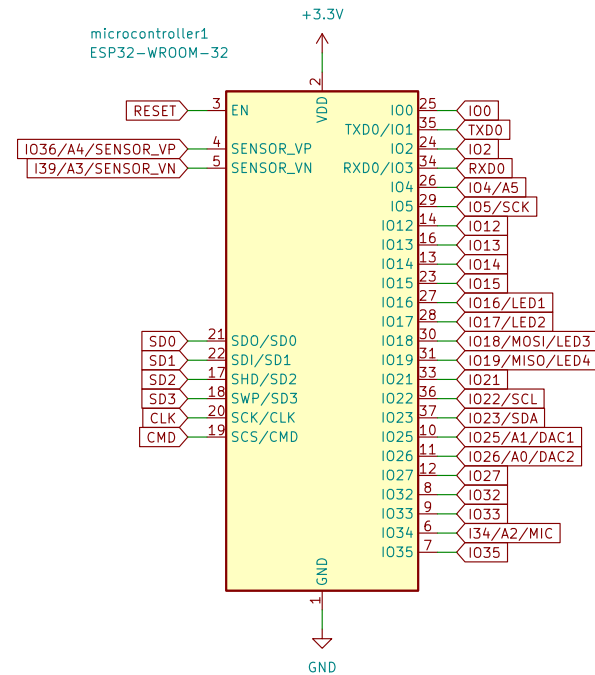 +3.3V
microcontroller1
ESP32-WROOM-32
2
VDD
RESET 3 EN
IO36/A4/SENSOR_VP 4 SENSOR_VP
I39/A3/SENSOR_VN 5 SENSOR_VN
SD0 21 SDO/SD0
SD1 22 SDI/SD1
SD2 17 SHD/SD2
SD3 18 SWP/SD3
CLK 20 SCK/CLK
CMD 19 SCS/CMD
IO0 25 IO0
TXD0/IO1 35 TXD0
IO2 24 IO2
RXD0/IO3 34 RXD0
IO4 26 IO4/A5
IO5 29 IO5/SCK
IO12 14 IO12
IO13 16 IO13
IO14 13 IO14
IO15 23 IO15
IO16 27 IO16/LED1
IO17 28 IO17/LED2
IO18 30 IO18/MOSI/LED3
IO19 31 IO19/MISO/LED4
IO21 33 IO21
IO22 36 IO22/SCL
IO23 37 IO23/SDA
IO25 10 IO25/A1/DAC1
IO26 11 IO26/A0/DAC2
IO27 12 IO27
IO32 8 IO32
IO33 9 IO33
IO34 6 I34/A2/MIC
IO35 7 IO35
GND
1
GND